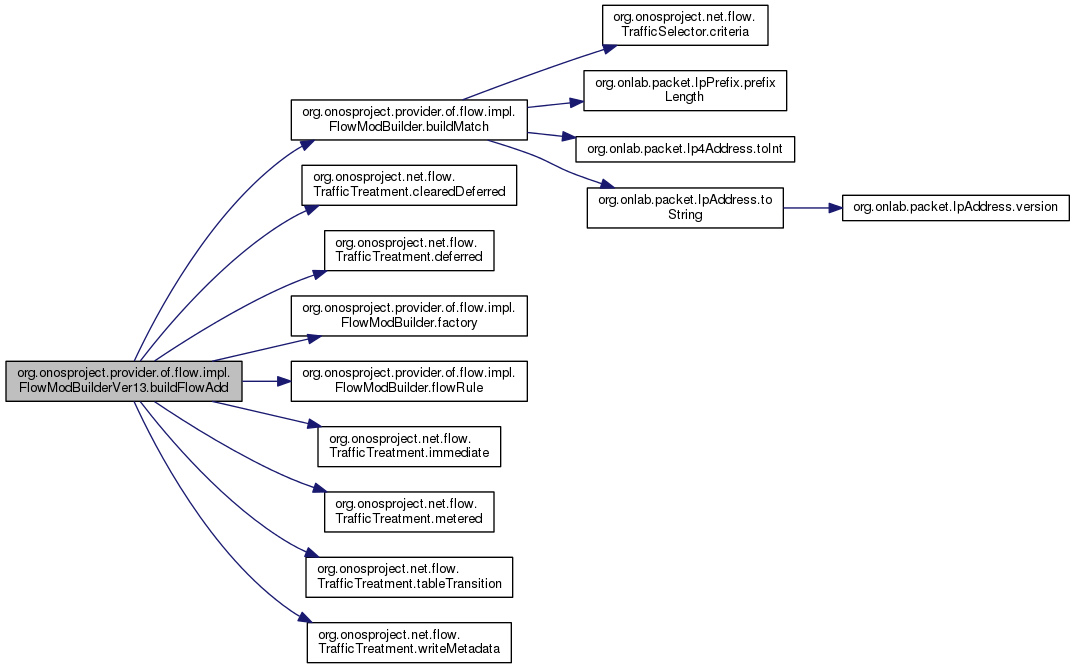 org.onosproject.net.flow.
TrafficSelector.criteria
org.onlab.packet.IpPrefix.prefix
Length
org.onosproject.provider.of.flow.impl.
FlowModBuilder.buildMatch
org.onlab.packet.Ip4Address.toInt
org.onosproject.net.flow.
TrafficTreatment.clearedDeferred
org.onlab.packet.IpAddress.to
String
org.onlab.packet.IpAddress.version
org.onosproject.net.flow.
TrafficTreatment.deferred
org.onosproject.provider.of.flow.impl.
FlowModBuilder.factory
org.onosproject.provider.of.flow.impl.
FlowModBuilderVer13.buildFlowAdd
org.onosproject.provider.of.flow.impl.
FlowModBuilder.flowRule
org.onosproject.net.flow.
TrafficTreatment.immediate
org.onosproject.net.flow.
TrafficTreatment.metered
org.onosproject.net.flow.
TrafficTreatment.tableTransition
org.onosproject.net.flow.
TrafficTreatment.writeMetadata